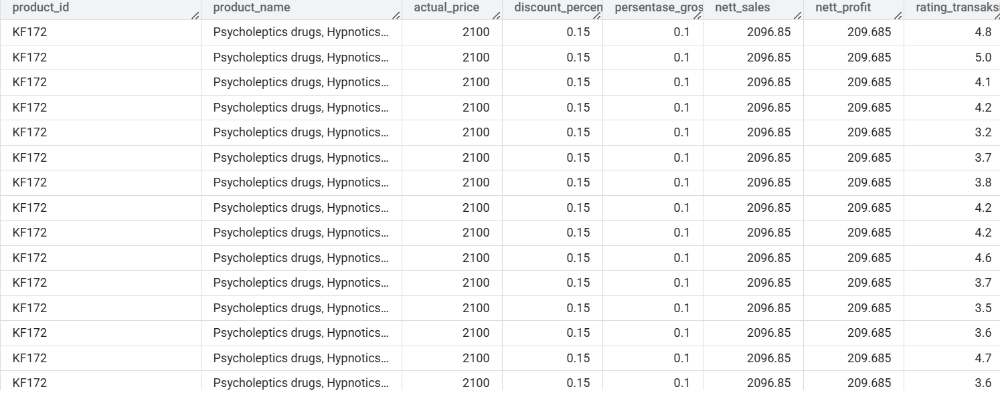 product_id product_name actual_price discount_percen persentase_gros nett_sales nett_profit rating_transaks
KF172 Psycholeptics drugs, Hypnotics… 2100 0.15 0.1 2096.85 209.685 4.8
KF172 Psycholeptics drugs, Hypnotics… 2100 0.15 0.1 2096.85 209.685 5.0
KF172 Psycholeptics drugs, Hypnotics… 2100 0.15 0.1 2096.85 209.685 4.1
KF172 Psycholeptics drugs, Hypnotics… 2100 0.15 0.1 2096.85 209.685 4.2
KF172 Psycholeptics drugs, Hypnotics… 2100 0.15 0.1 2096.85 209.685 3.2
KF172 Psycholeptics drugs, Hypnotics… 2100 0.15 0.1 2096.85 209.685 3.7
KF172 Psycholeptics drugs, Hypnotics… 2100 0.15 0.1 2096.85 209.685 3.8
KF172 Psycholeptics drugs, Hypnotics… 2100 0.15 0.1 2096.85 209.685 4.2
KF172 Psycholeptics drugs, Hypnotics… 2100 0.15 0.1 2096.85 209.685 4.2
KF172 Psycholeptics drugs, Hypnotics… 2100 0.15 0.1 2096.85 209.685 4.6
KF172 Psycholeptics drugs, Hypnotics… 2100 0.15 0.1 2096.85 209.685 3.7
KF172 Psycholeptics drugs, Hypnotics… 2100 0.15 0.1 2096.85 209.685 3.5
KF172 Psycholeptics drugs, Hypnotics… 2100 0.15 0.1 2096.85 209.685 3.6
KF172 Psycholeptics drugs, Hypnotics… 2100 0.15 0.1 2096.85 209.685 4.7
KF172 Psycholeptics drugs, Hypnotics… 2100 0.15 0.1 2096.85 209.685 3.6